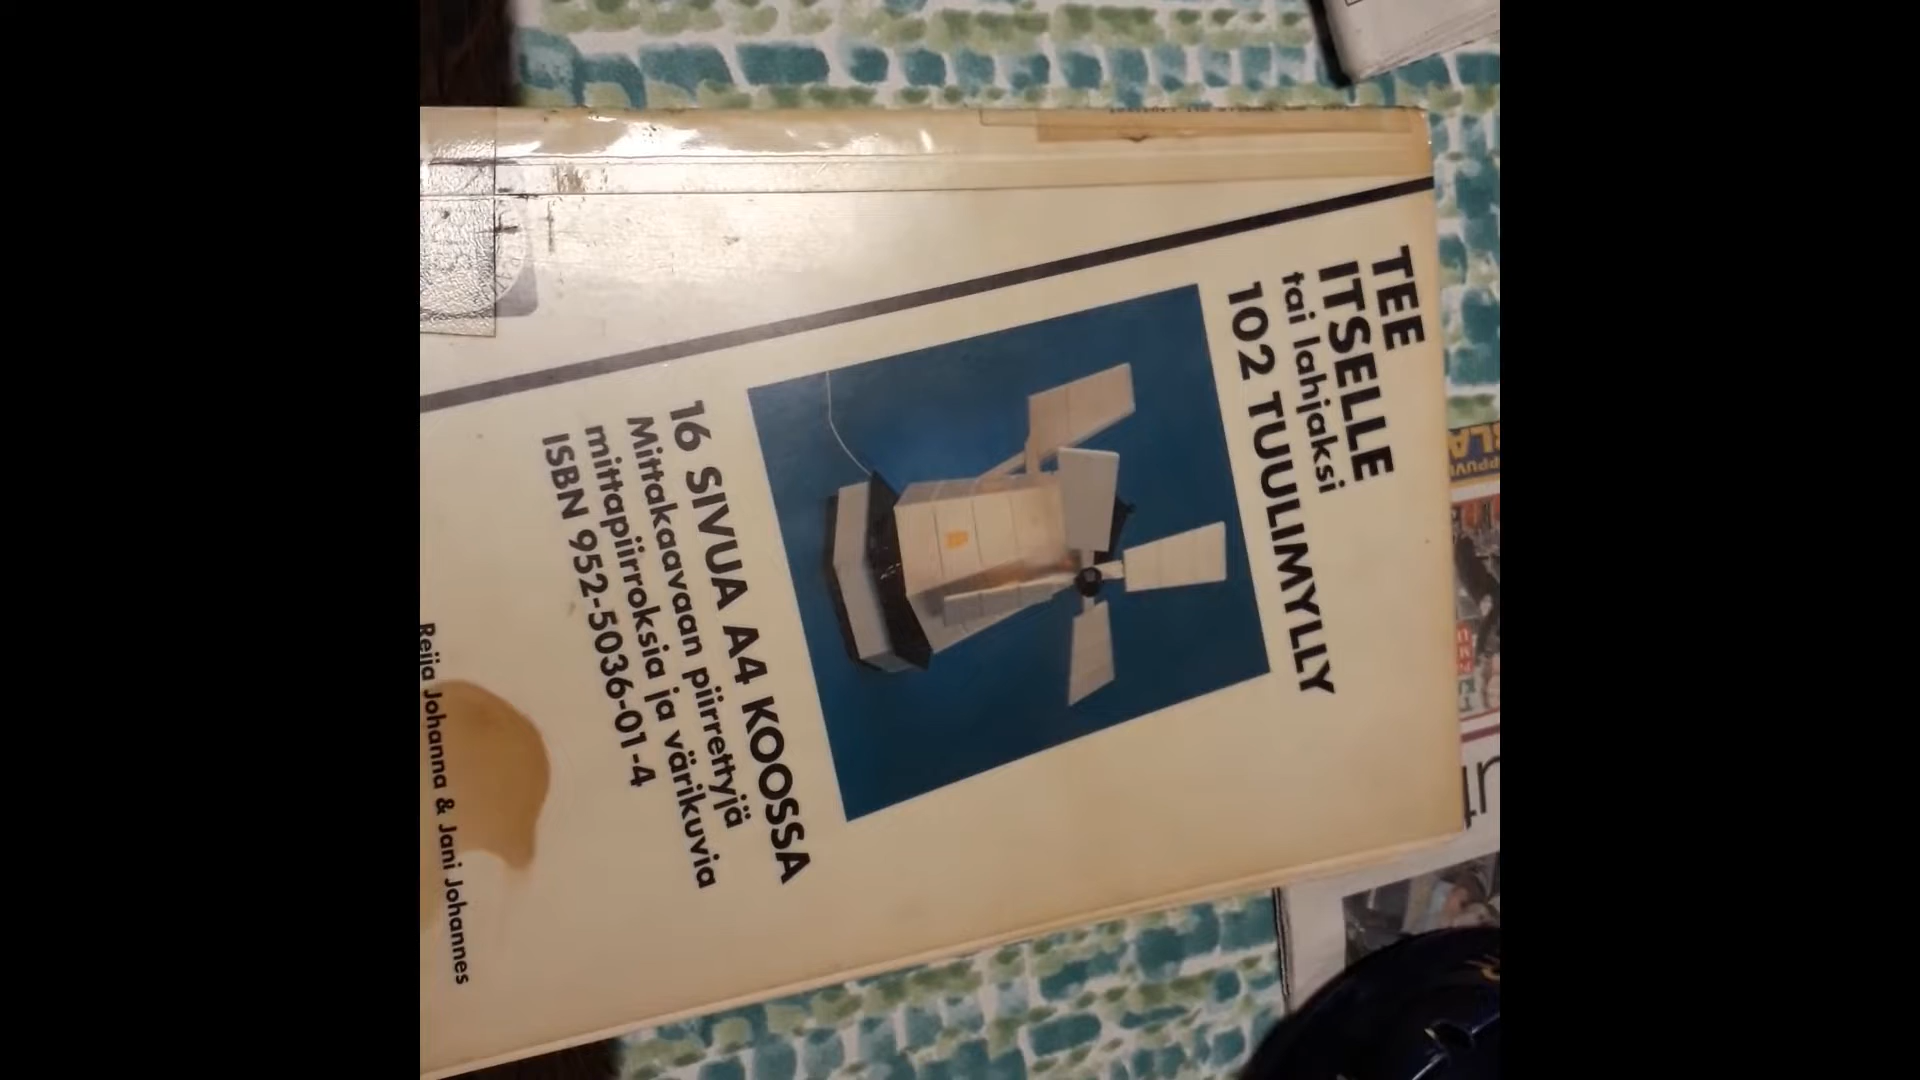 TEE
ITSELLE
tai lahjaksi
102 TUULIMYLLY
16 SIVUA A4 KOOSSA
Mittakaavaan piirrettyjä
mittapiirroksia ja värikuvia
ISBN 952-5036-01-4
Reija Johanna & Jani Johannes